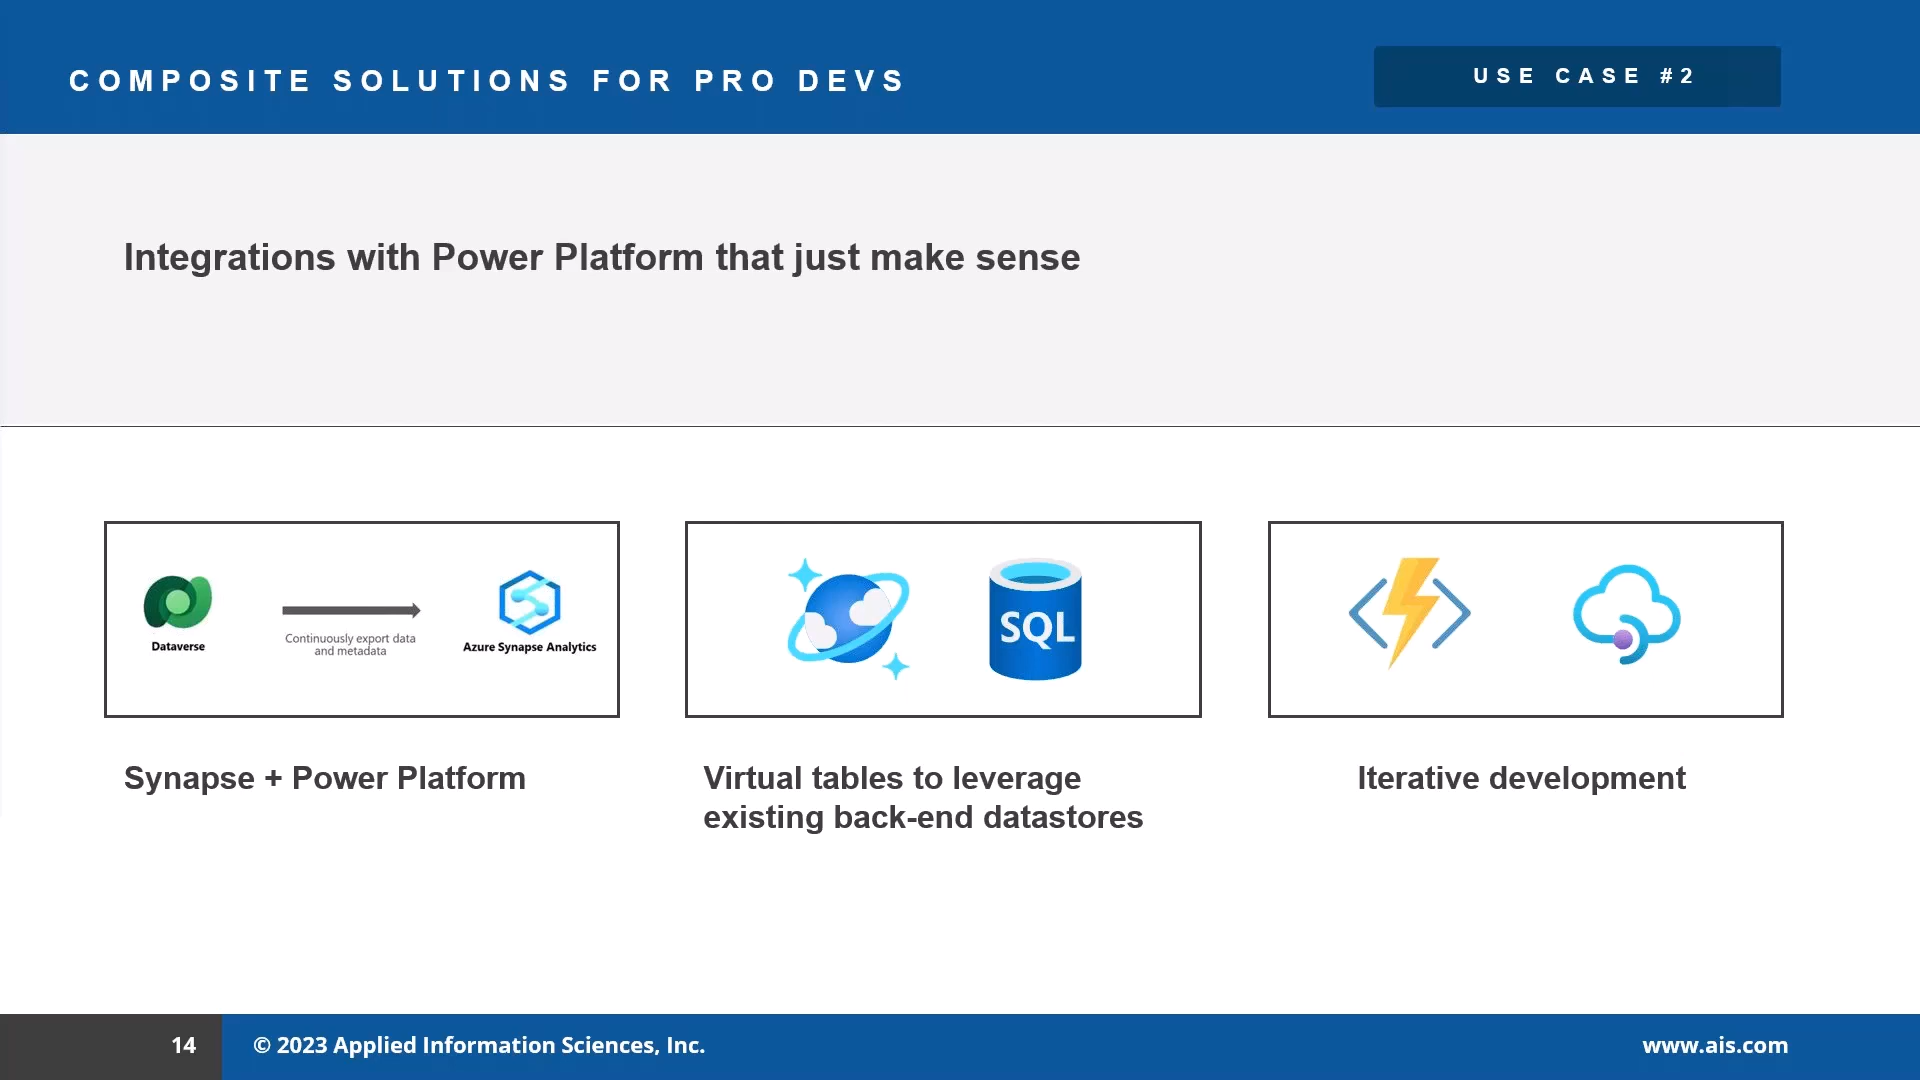 COMPOSITE SOLUTIONS FOR PRO DEVS
USE CASE #2
Integrations with Power Platform that just make sense
Dataverse
Continuously export data
and metadata
Azure Synapse Analytics
SQL
Synapse + Power Platform
Virtual tables to leverage
existing back-end datastores
Iterative development
14
© 2023 Applied Information Sciences, Inc.
www.ais.com